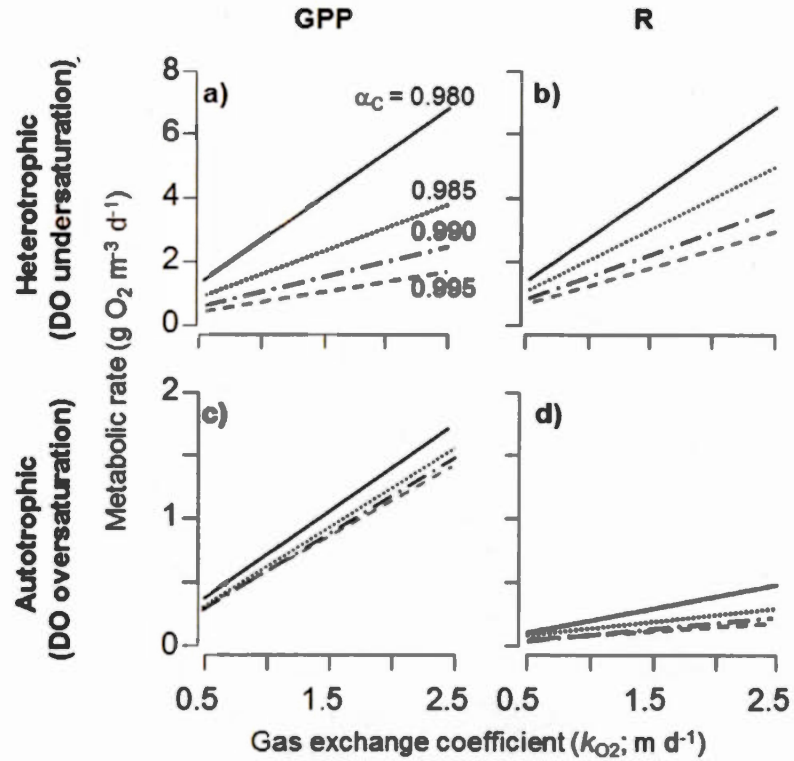 GPP
R
Heterotrophic
(DO undersaturation)
Autotrophic
(DO oversaturation)
Metabolic rate (g O₂ m⁻³ d⁻¹)
8
6
4
2
0
a)
α_C = 0.980
0.985
0.990
0.995
b)
2
1
0
c)
d)
0.5
1.5
2.5
0.5
1.5
2.5
Gas exchange coefficient (k_O2; m d⁻¹)